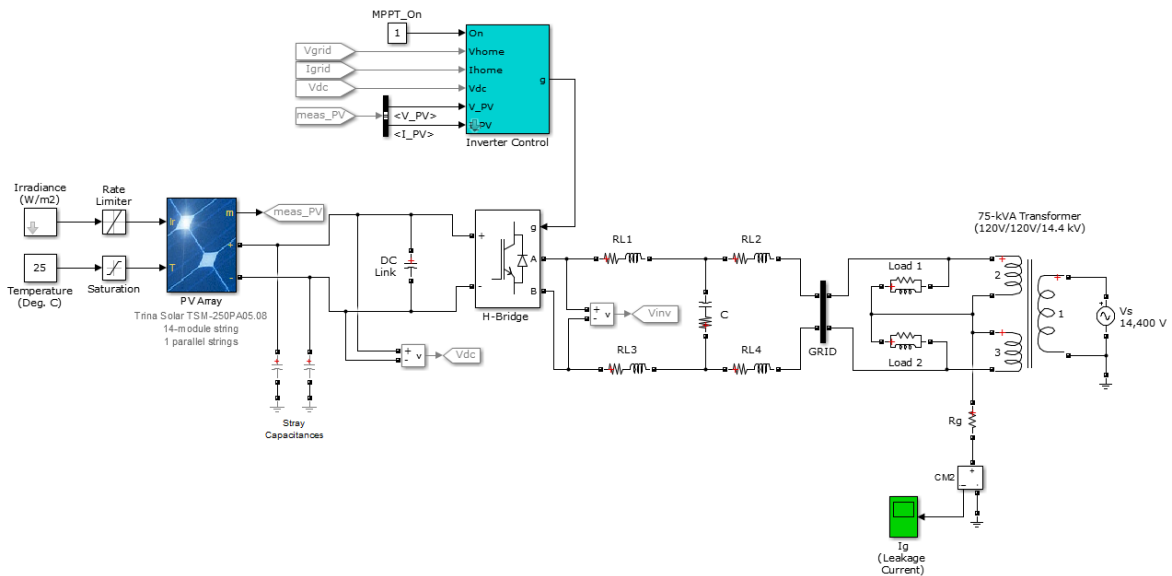 MPPT_On
1
Vgrid
Igrid
Vdc
meas_PV
<V_PV>
<I_PV>
On
Vhome
Ihome
Vdc
V_PV
g
Inverter Control
Irradiance
(W/m2)
Rate
Limiter
Ir
T
m
+
-
meas_PV
25
Temperature
(Deg. C)
Saturation
PV Array
Trina Solar TSM-250PA05.08
14-module string
1 parallel strings
Stray
Capacitances
DC
Link
+
-
v
Vdc
g
+
-
A
B
H-Bridge
RL1
RL2
+
-
v
Vinv
C
RL3
RL4
GRID
Load 1
Load 2
75-kVA Transformer
(120V/120V/14.4 kV)
+
2
+
1
+
3
Vs
14,400 V
Rg
CM2
+
-
Ig
(Leakage
Current)